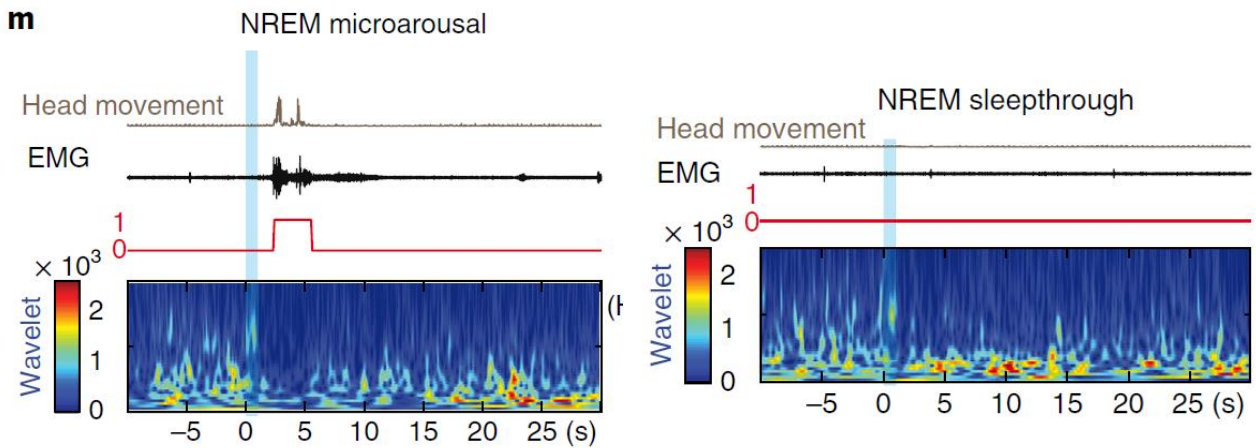 m
NREM microarousal
Head movement
EMG
1
0
× 10³
Wavelet
2
1
0
(H
−5 0 5 10 15 20 25 (s)
NREM sleepthrough
Head movement
EMG
1
0
× 10³
Wavelet
2
1
0
−5 0 5 10 15 20 25 (s)